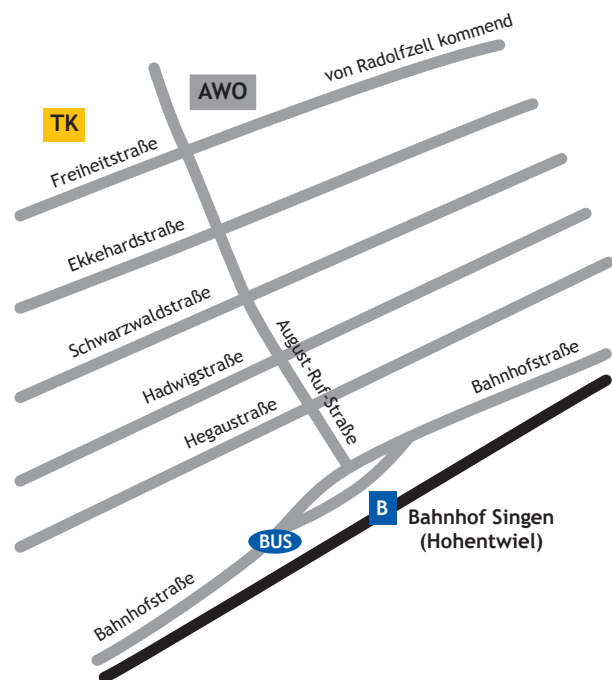 von Radolfzell kommend
AWO
TK
Freiheitstraße
Ekkehardstraße
Schwarzwaldstraße
August-Ruf-Straße
Hadwigstraße
Bahnhofstraße
Hegaustraße
B
Bahnhof Singen
(Hohentwiel)
BUS
Bahnhofstraße